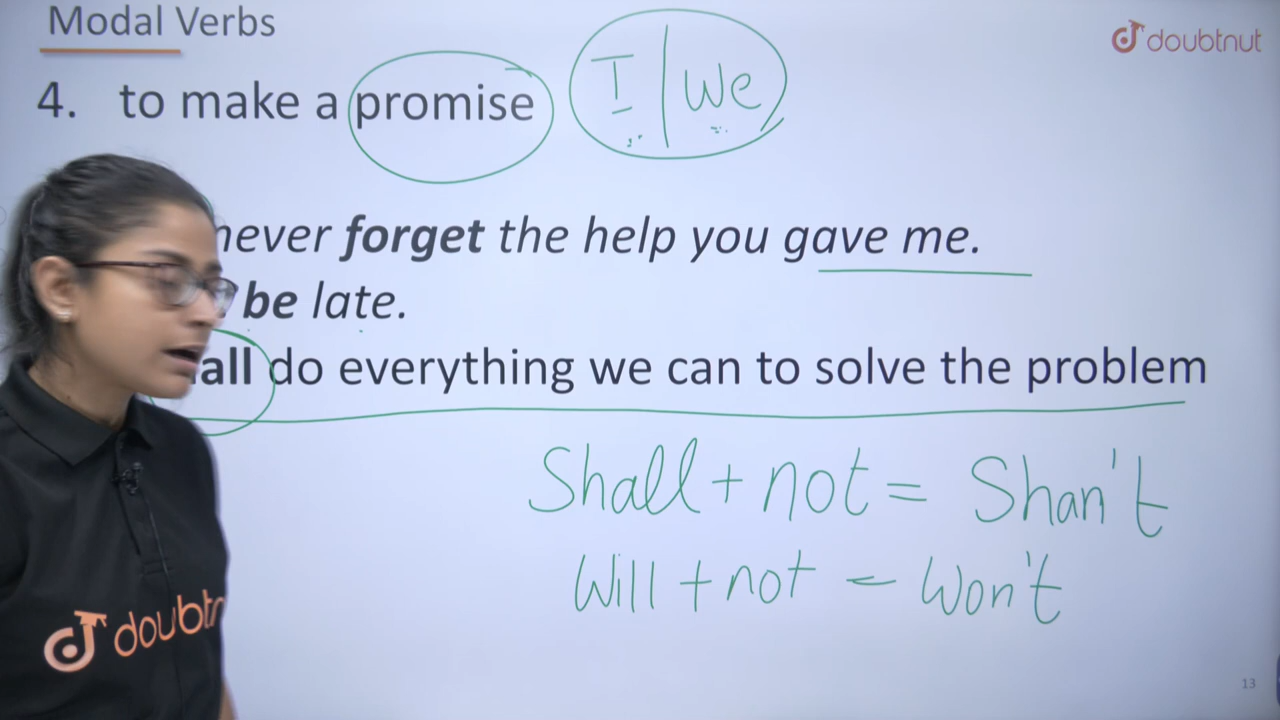 Modal Verbs
doubtnut
4. to make a promise
I | We
never forget the help you gave me.
be late.
do everything we can to solve the problem
Shall + not = Shan't
Will + not = Won't
doubtn
13